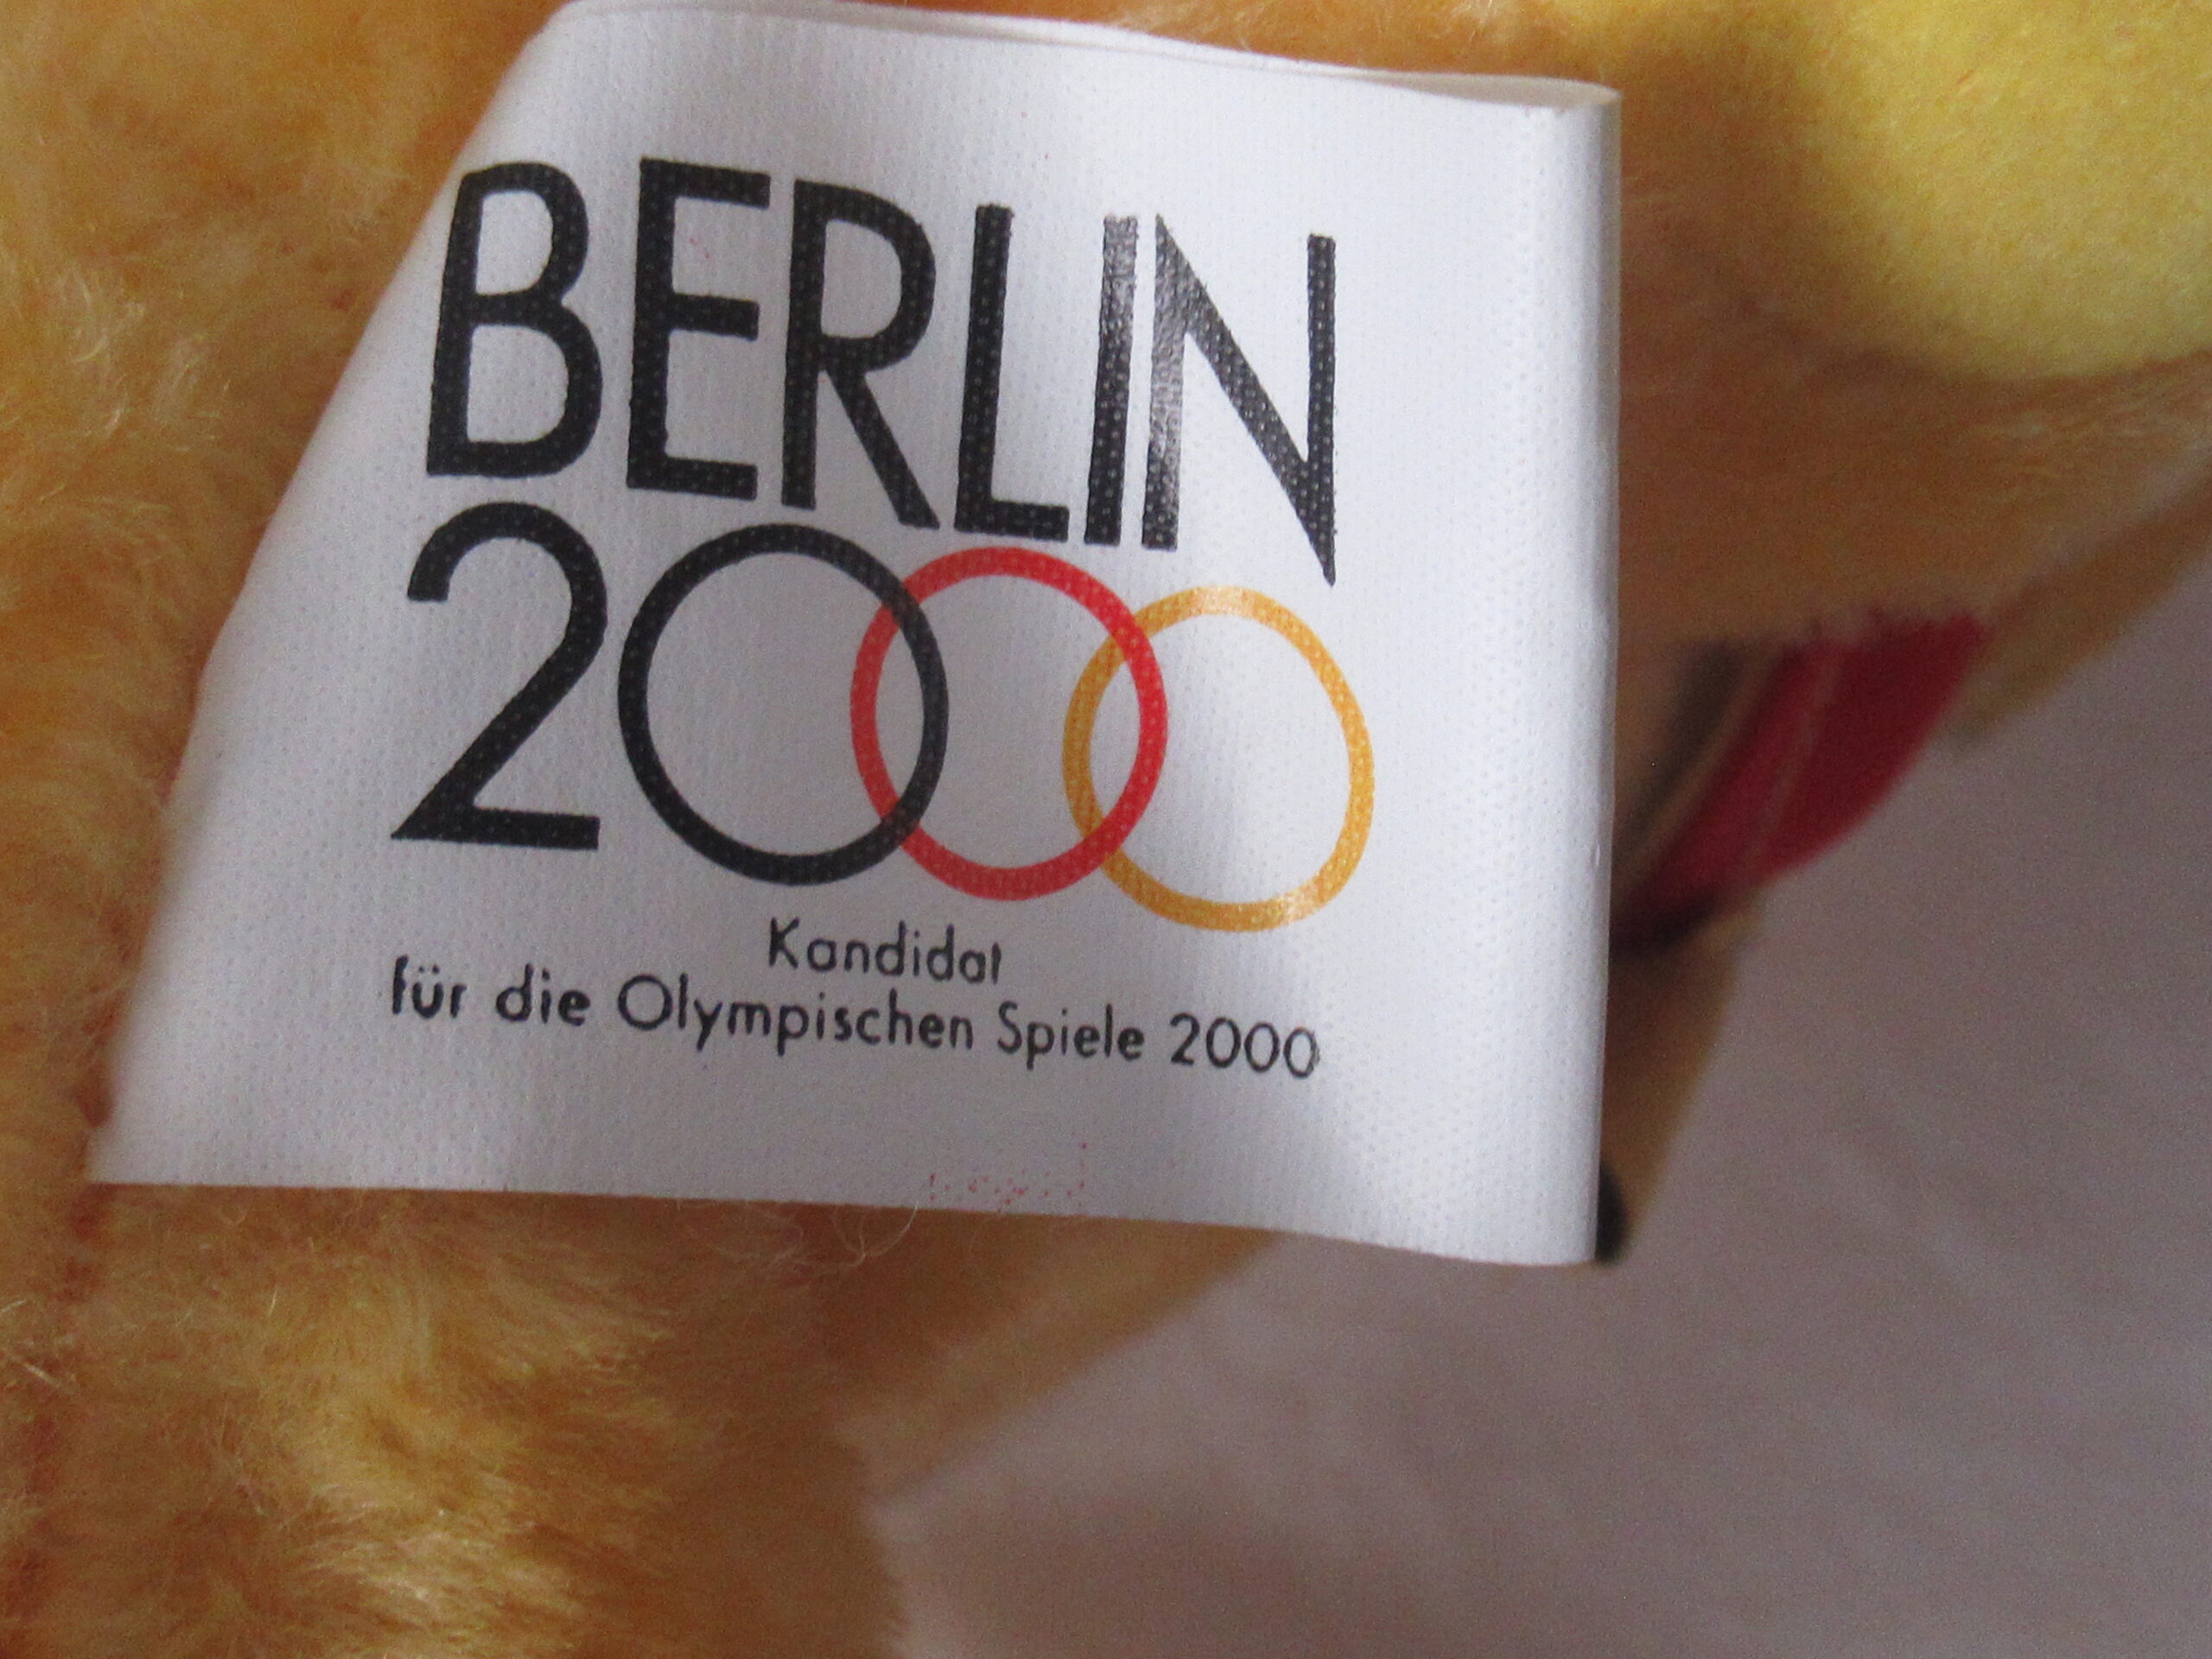 BERLIN
2000
Kandidat
für die Olympischen Spiele 2000